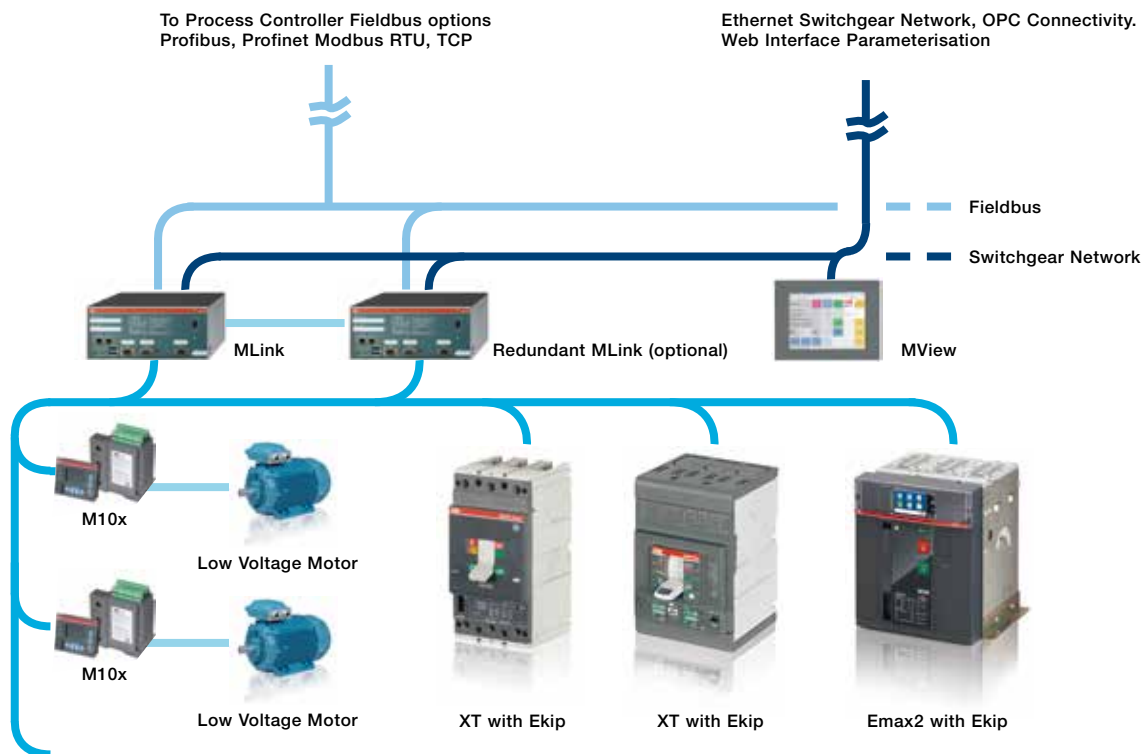 To Process Controller Fieldbus options
Profibus, Profinet Modbus RTU, TCP
Ethernet Switchgear Network, OPC Connectivity.
Web Interface Parameterisation
Fieldbus
Switchgear Network
MLink
Redundant MLink (optional)
MView
M10x
Low Voltage Motor
M10x
Low Voltage Motor
XT with Ekip
XT with Ekip
Emax2 with Ekip